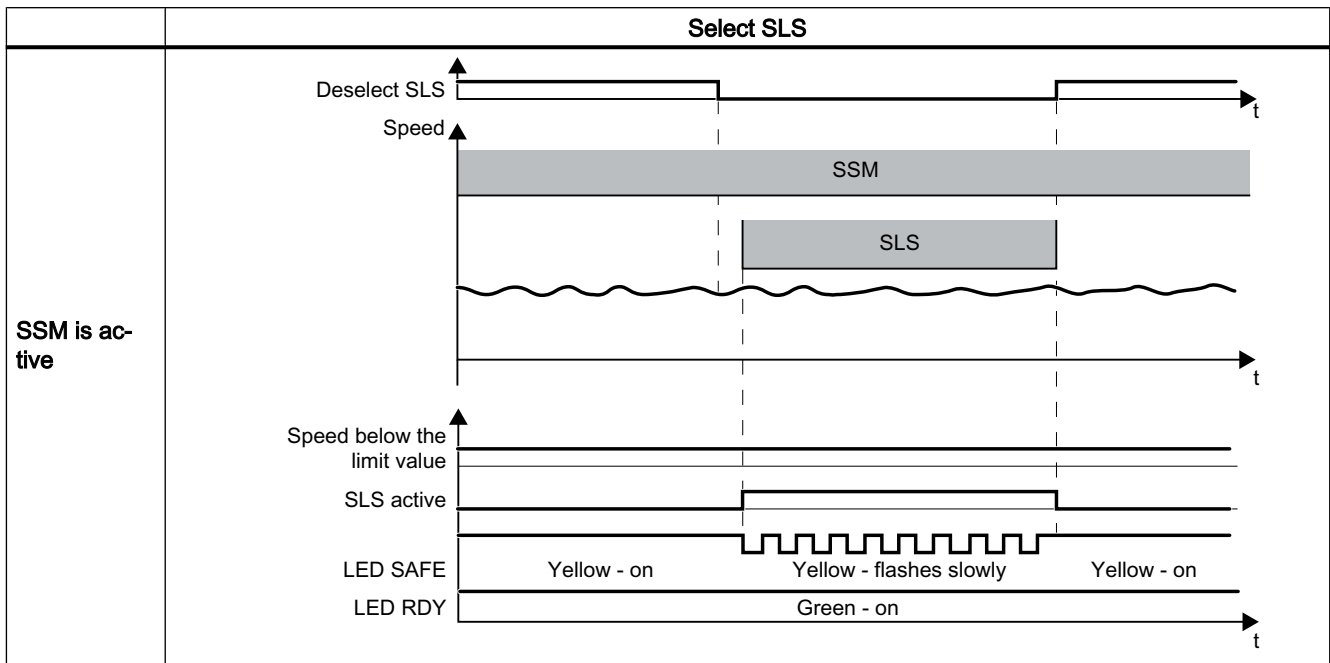 Select SLS
SSM is ac-
tive
Deselect SLS
t
Speed
SSM
SLS
t
Speed below the
limit value
SLS active
LED SAFE
Yellow - on
Yellow - flashes slowly
Yellow - on
LED RDY
Green - on
t